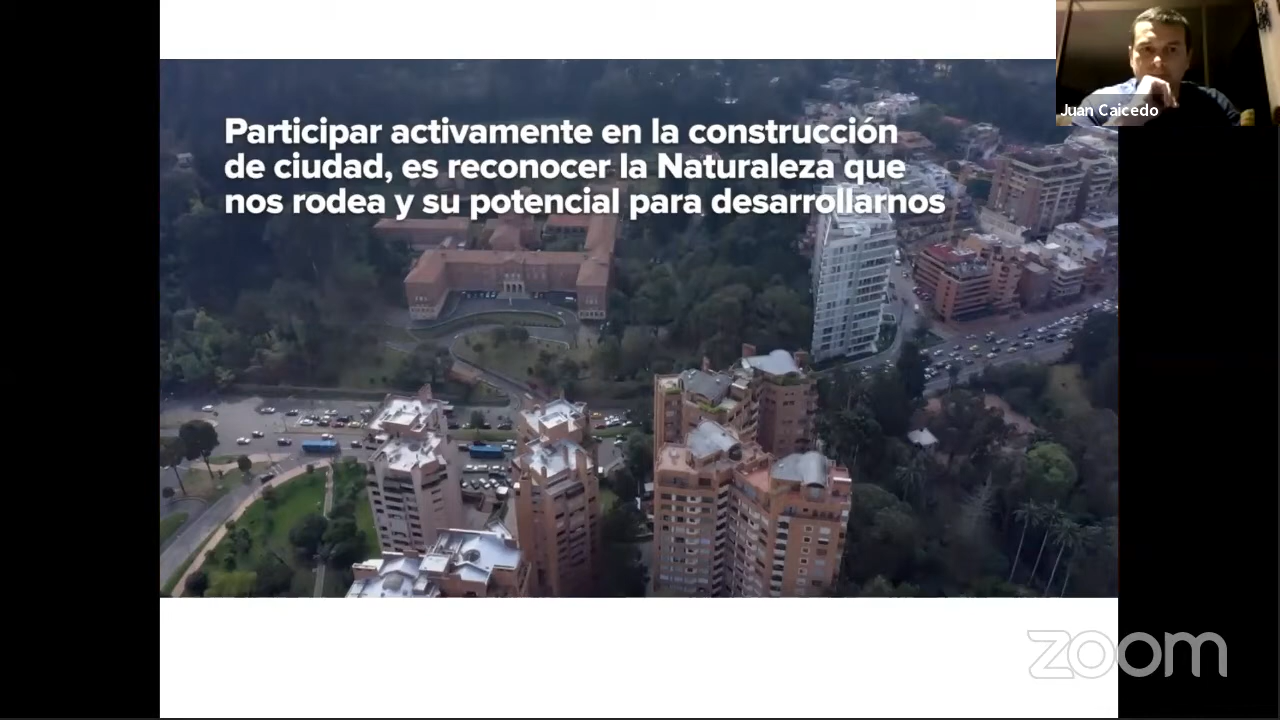 Juan Caicedo
Participar activamente en la construcción
de ciudad, es reconocer la Naturaleza que
nos rodea y su potencial para desarrollarnos
zoom